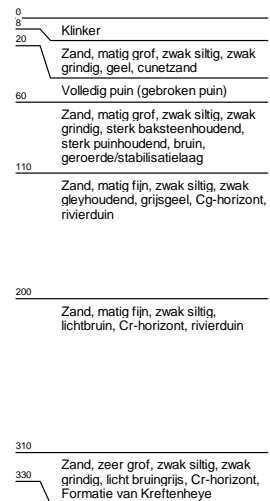 0
8
Klinker
20
Zand, matig grof, zwak siltig, zwak
grindig, geel, cunetzand
Volledig puin (gebroken puin)
60
Zand, matig grof, zwak siltig, zwak
grindig, sterk baksteenhoudend,
sterk puinhoudend, bruin,
geroerde/stabilisatielaag
110
Zand, matig fijn, zwak siltig, zwak
gleyhoudend, grijsgeel, Cg-horizont,
rivierduin
200
Zand, matig fijn, zwak siltig,
lichtbruin, Cr-horizont, rivierduin
310
Zand, zeer grof, zwak siltig, zwak
330
grindig, licht bruingrijs, Cr-horizont,
Formatie van Kreftenheye